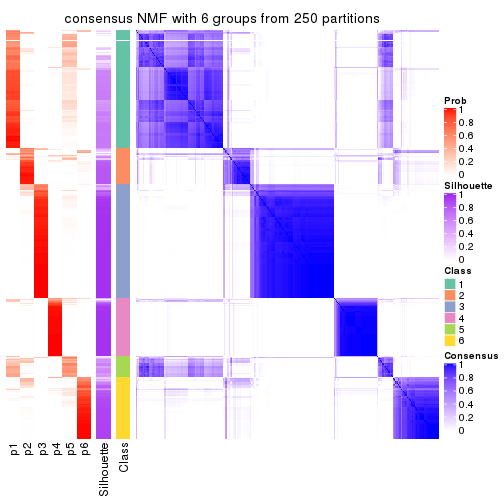 consensus NMF with 6 groups from 250 partitions
Prob
1
0.8
0.6
0.4
0.2
0
Silhouette
1
0.8
0.6
0.4
0.2
0
Class
1
2
3
4
5
6
Consensus
1
0.8
0.6
0.4
0.2
0
p1
p2
p3
p4
p5
p6
Silhouette
Class